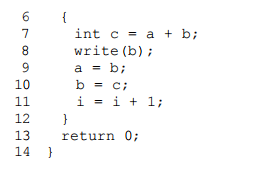 6 {
7 int c = a + b;
8 write(b);
9 a = b;
10 b = c;
11 i = i + 1;
12 }
13 return 0;
14 }